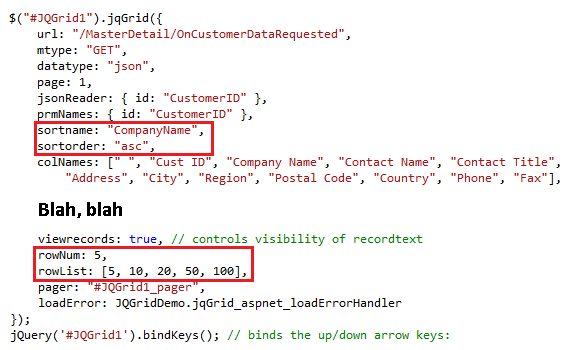 $("#JQGrid1").jqGrid({
url: "/MasterDetail/OnCustomerDataRequested",
mtype: "GET",
datatype: "json",
page: 1,
jsonReader: { id: "CustomerID" },
prmNames: { id: "CustomerID" },
sortname: "CompanyName",
sortorder: "asc",
colNames: [" ", "Cust ID", "Company Name", "Contact Name", "Contact Title",
"Address", "City", "Region", "Postal Code", "Country", "Phone", "Fax"],
Blah, blah
viewrecords: true, // controls visibility of recordtext
rowNum: 5,
rowList: [5, 10, 20, 50, 100],
pager: "#JQGrid1_pager",
loadError: JQGridDemo.jqGrid_aspnet_loadErrorHandler
});
jQuery('#JQGrid1').bindKeys(); // binds the up/down arrow keys: